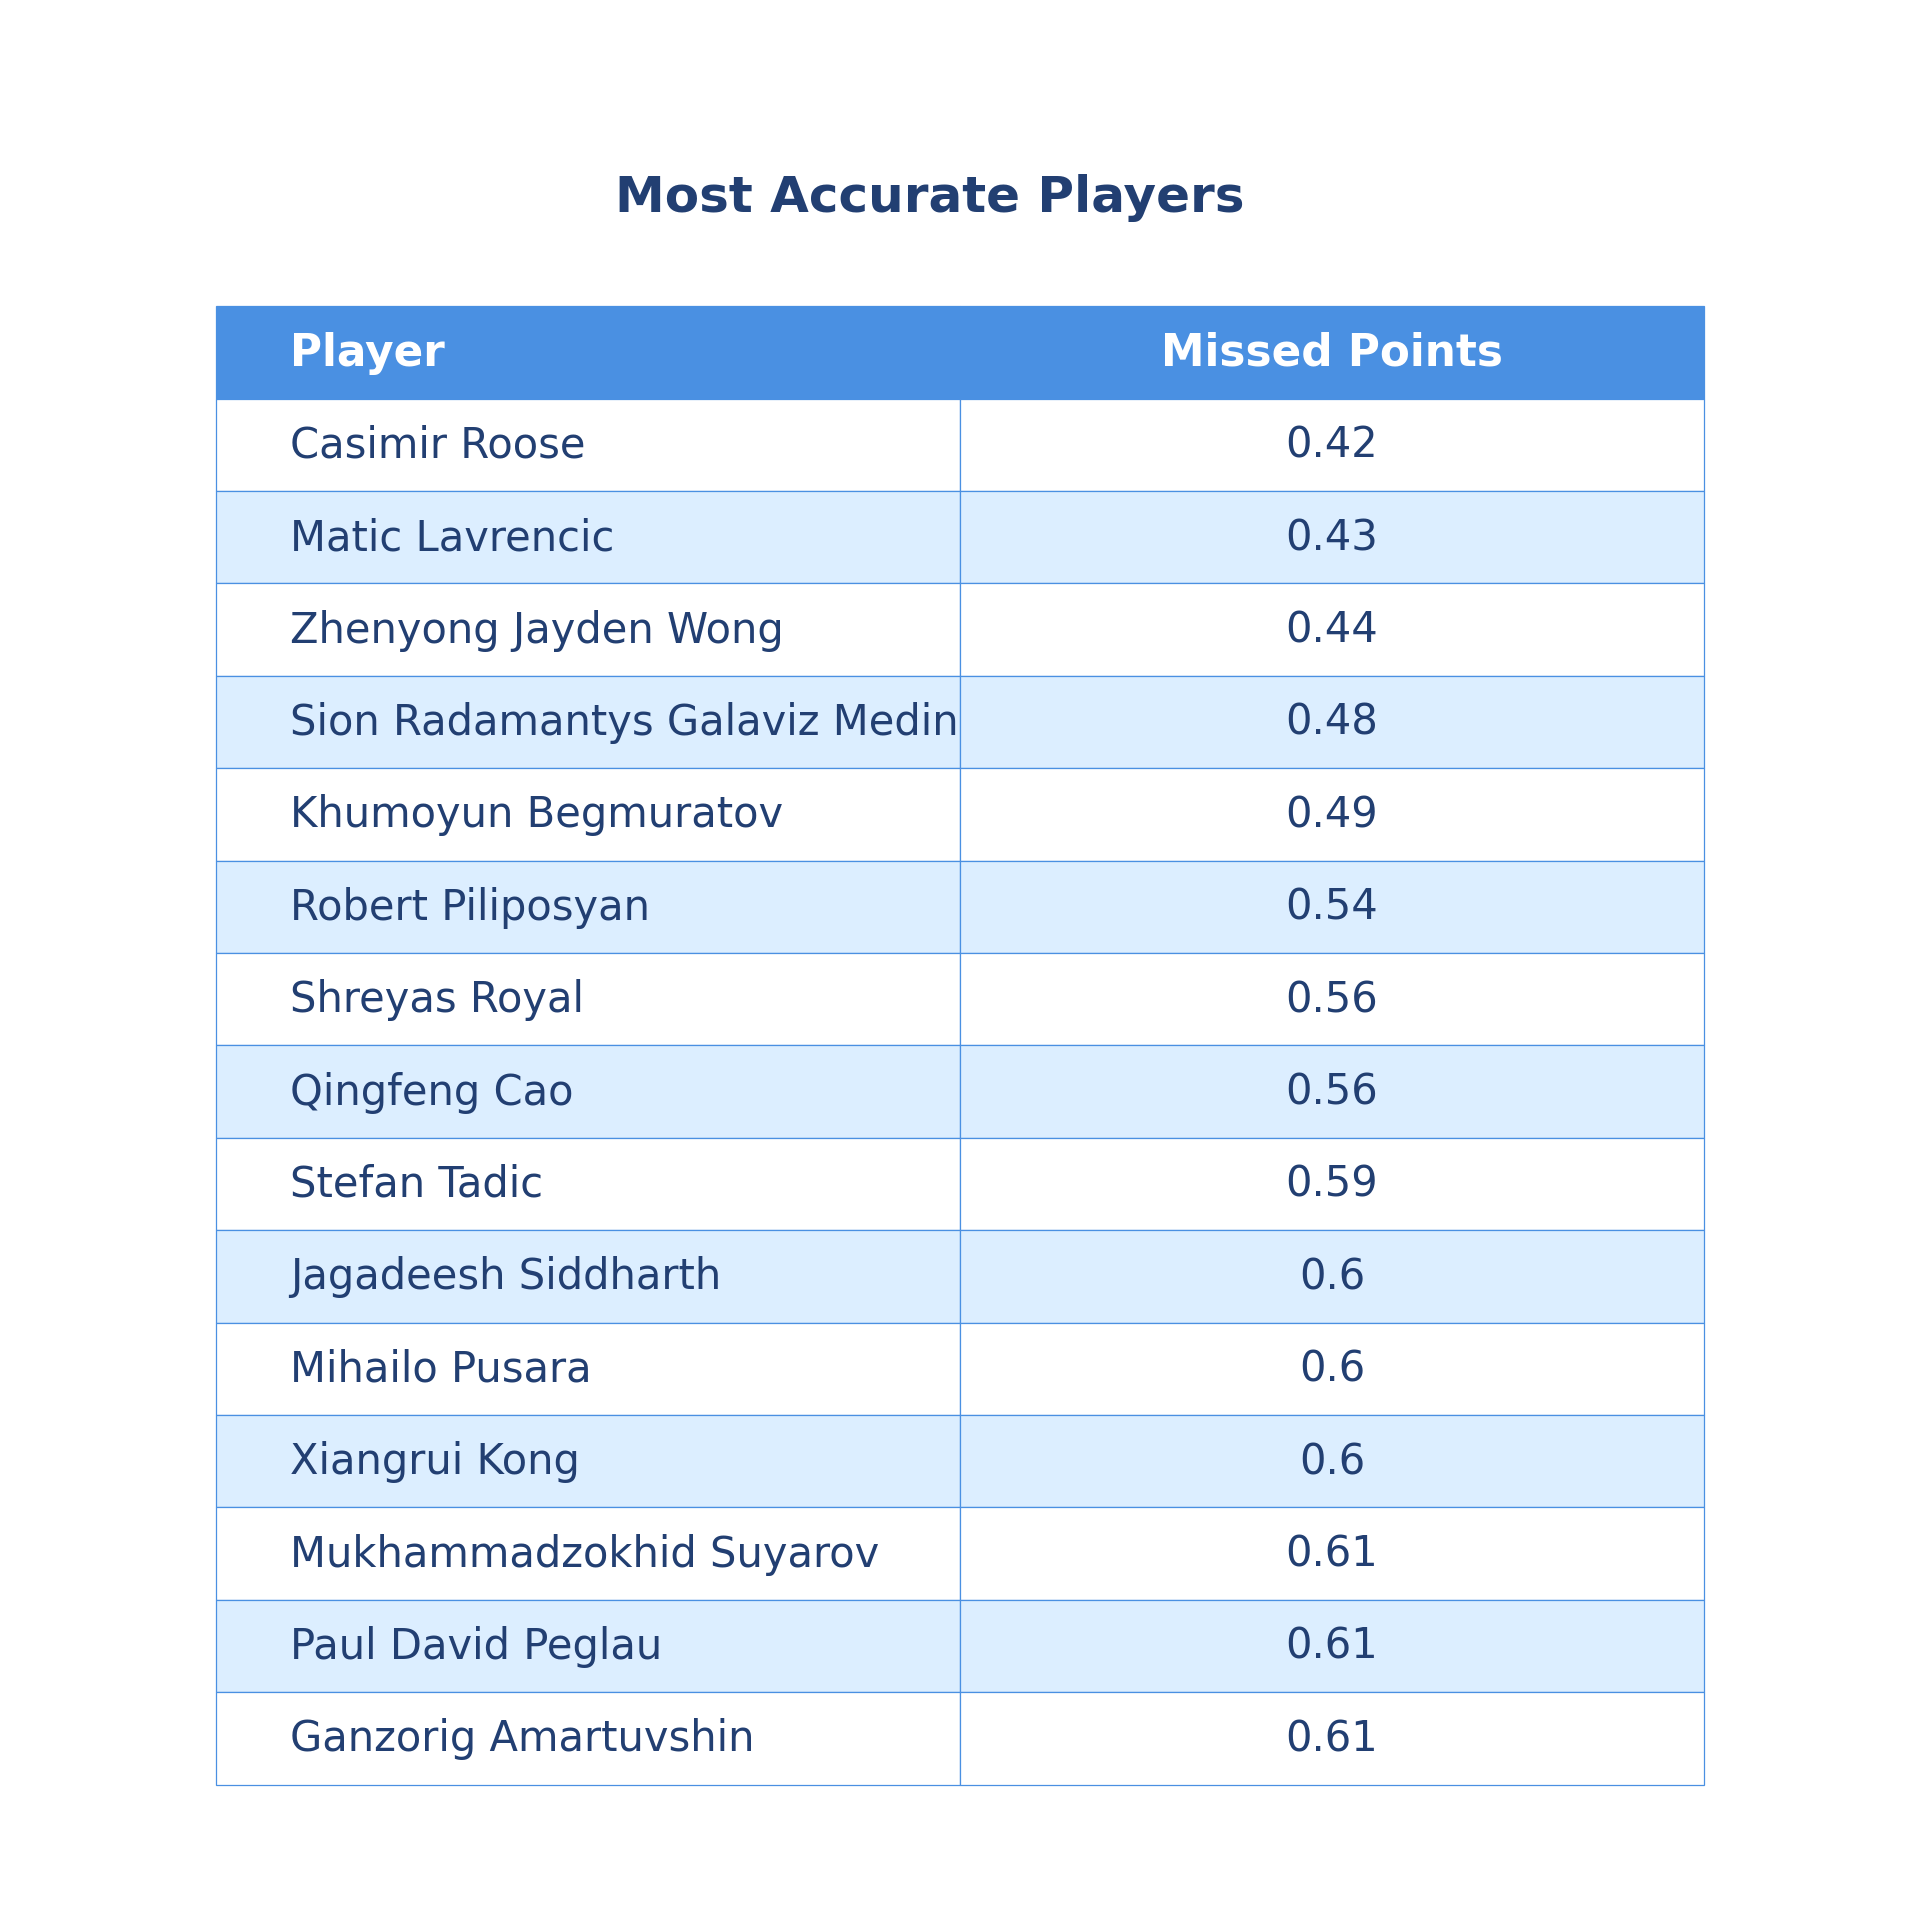 Most Accurate Players
Player Missed Points
Casimir Roose 0.42
Matic Lavrencic 0.43
Zhenyong Jayden Wong 0.44
Sion Radamantys Galaviz Medin 0.48
Khumoyun Begmuratov 0.49
Robert Piliposyan 0.54
Shreyas Royal 0.56
Qingfeng Cao 0.56
Stefan Tadic 0.59
Jagadeesh Siddharth 0.6
Mihailo Pusara 0.6
Xiangrui Kong 0.6
Mukhammadzokhid Suyarov 0.61
Paul David Peglau 0.61
Ganzorig Amartuvshin 0.61